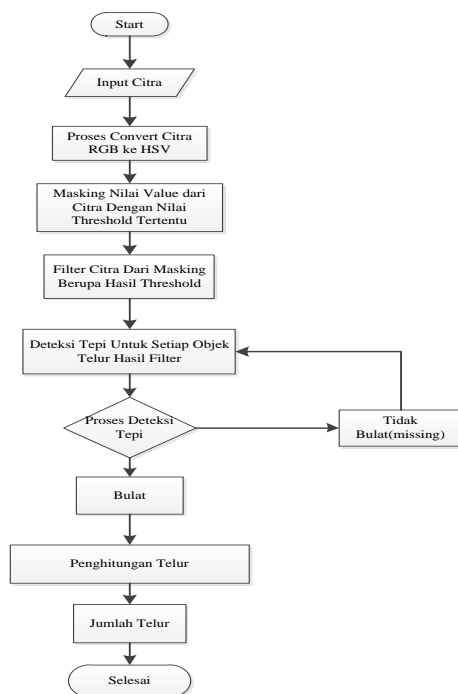 Start
Input Citra
Proses Convert Citra
RGB ke HSV
Masking Nilai Value dari
Citra Dengan Nilai
Threshold Tertentu
Filter Citra Dari Masking
Berupa Hasil Threshold
Deteksi Tepi Untuk Setiap Objek
Telur Hasil Filter
Proses Deteksi
Tepi
Tidak
Bulat(missing)
Bulat
Penghitungan Telur
Jumlah Telur
Selesai